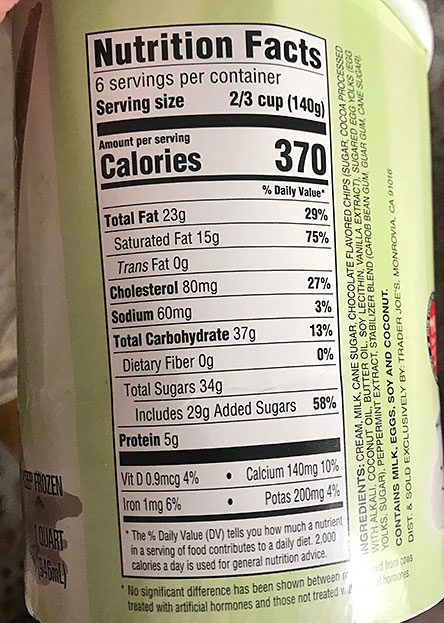 Nutrition Facts
6 servings per container
Serving size 2/3 cup (140g)
Amount per serving
Calories 370
% Daily Value*
Total Fat 23g 29%
Saturated Fat 15g 75%
Trans Fat 0g
Cholesterol 80mg 27%
Sodium 60mg 3%
Total Carbohydrate 37g 13%
Dietary Fiber 0g 0%
Total Sugars 34g
Includes 29g Added Sugars 58%
Protein 5g
Vit D 0.9mcg 4% • Calcium 140mg 10%
Iron 1mg 6% • Potas 200mg 4%
* The % Daily Value (DV) tells you how much a nutrient
in a serving of food contributes to a daily diet. 2,000
calories a day is used for general nutrition advice.
* No significant difference has been shown between
treated with artificial hormones and those not treated
from cows
hormones.
INGREDIENTS: CREAM, MILK, CANE SUGAR, CHOCOLATE FLAVORED CHIPS (SUGAR, COCOA PROCESSED
WITH ALKALI, COCONUT OIL, BUTTER OIL, SOY LECITHIN, VANILLA EXTRACT), SUGARED EGG YOLKS (EGG
YOLKS, SUGAR), PEPPERMINT EXTRACT, STABILIZER BLEND (CAROB BEAN GUM, GUAR GUM, CANE SUGAR).
CONTAINS MILK, EGGS, SOY AND COCONUT.
DIST. & SOLD EXCLUSIVELY BY: TRADER JOE'S, MONROVIA, CA 91016
FROZEN
1 QUART
946mL)